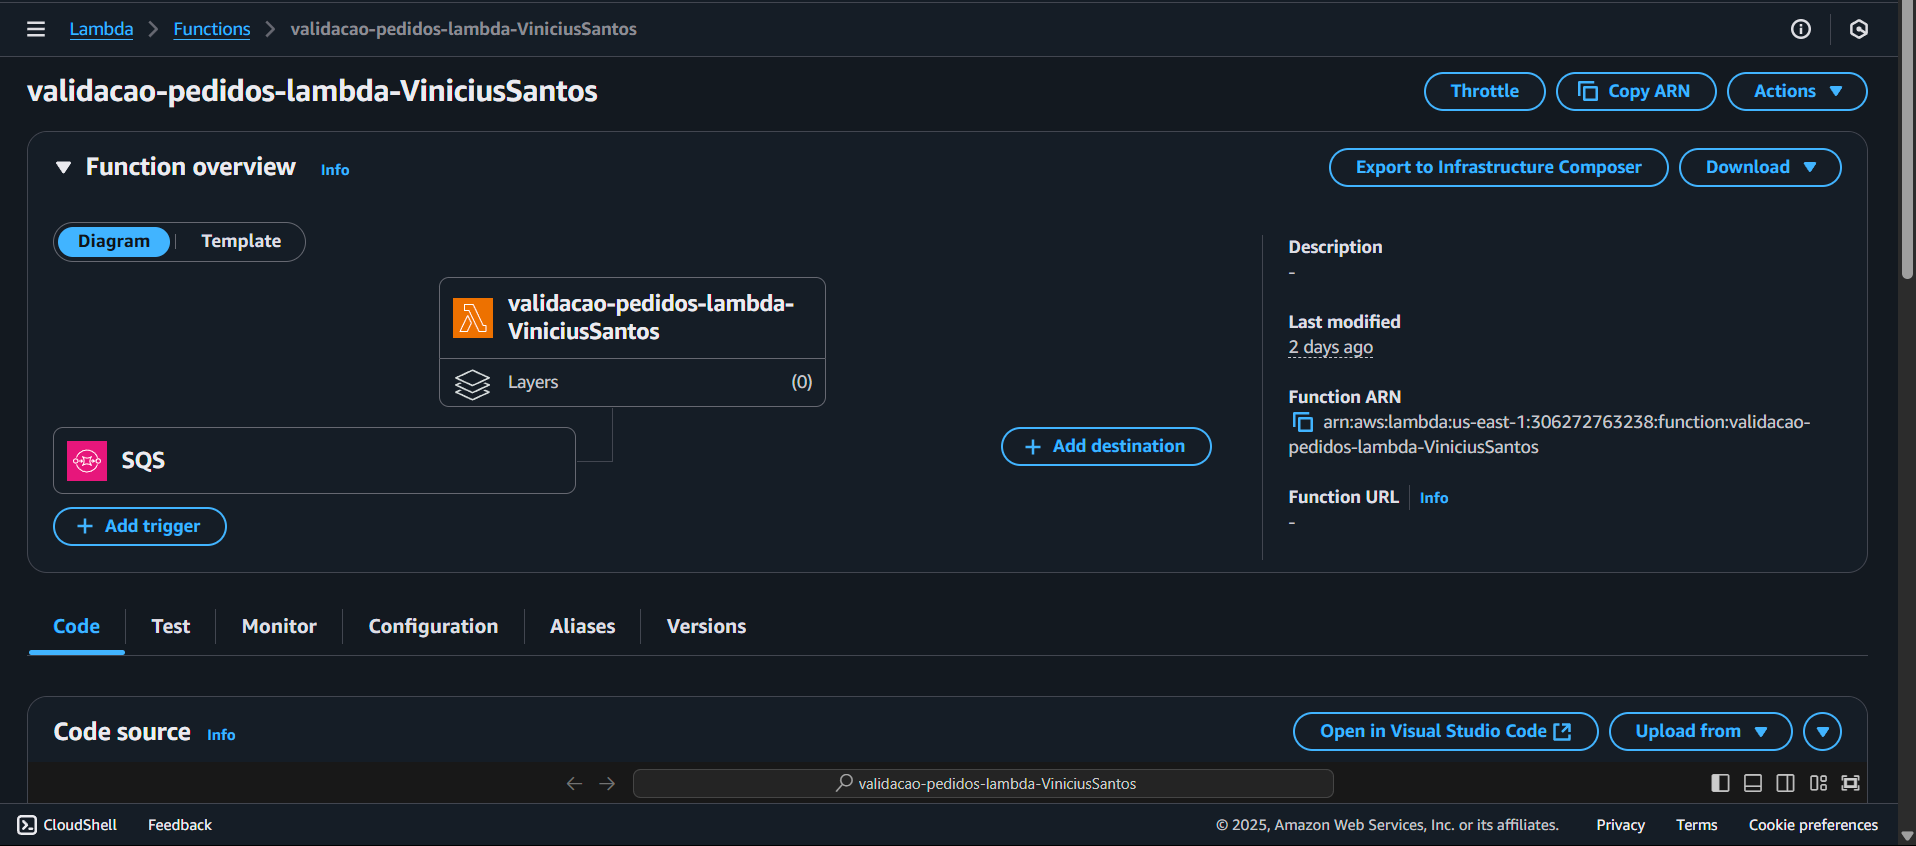 Lambda > Functions > validacao-pedidos-lambda-ViniciusSantos
validacao-pedidos-lambda-ViniciusSantos
Throttle
Copy ARN
Actions
Function overview Info
Export to Infrastructure Composer
Download
Diagram
Template
validacao-pedidos-lambda-
ViniciusSantos
Layers (0)
SQS
Add trigger
Add destination
Description
-
Last modified
2 days ago
Function ARN
arn:aws:lambda:us-east-1:306272763238:function:validacao-
pedidos-lambda-ViniciusSantos
Function URL Info
-
Code Test Monitor Configuration Aliases Versions
Code source Info
Open in Visual Studio Code
Upload from
validacao-pedidos-lambda-ViniciusSantos
CloudShell Feedback © 2025, Amazon Web Services, Inc. or its affiliates. Privacy Terms Cookie preferences